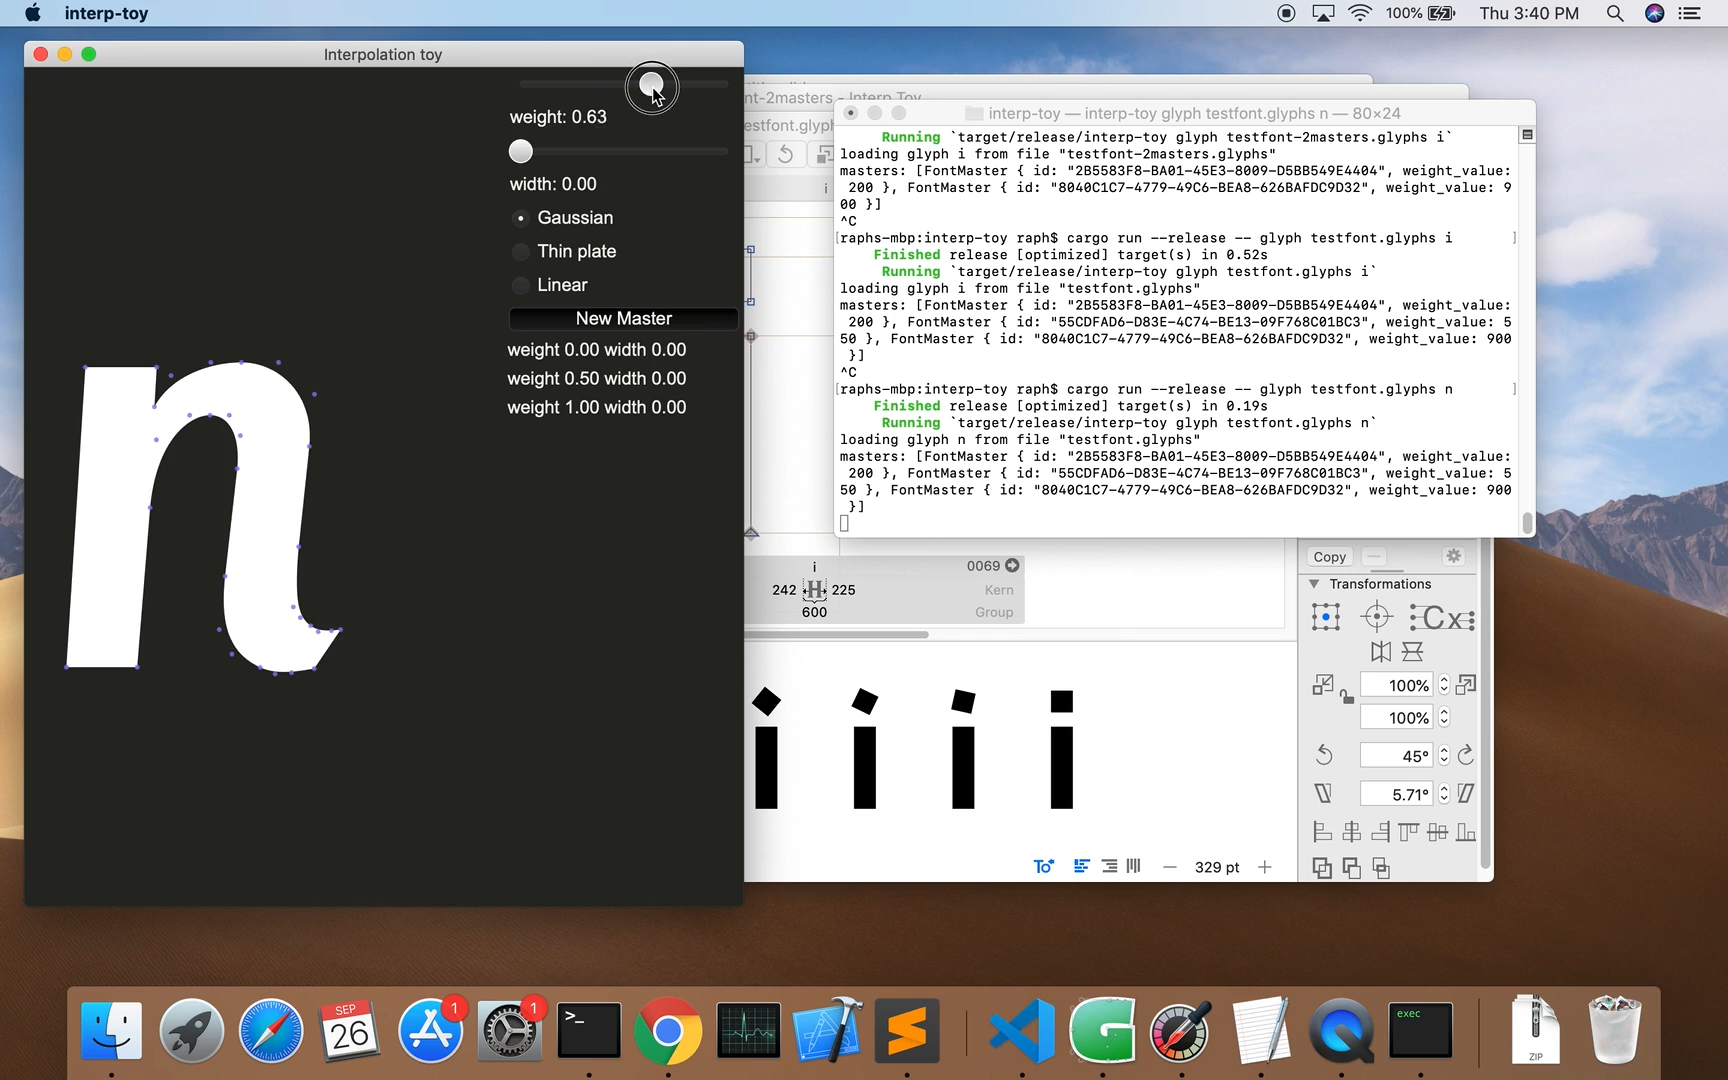 interp-toy
100%
Thu 3:40 PM
Interpolation toy
weight: 0.63
width: 0.00
Gaussian
Thin plate
Linear
New Master
weight 0.00 width 0.00
weight 0.50 width 0.00
weight 1.00 width 0.00
n
nt-2masters - Interp Toy
estfont.glyph
i
interp-toy — interp-toy glyph testfont.glyphs n — 80×24
Running `target/release/interp-toy glyph testfont-2masters.glyphs i`
loading glyph i from file "testfont-2masters.glyphs"
masters: [FontMaster { id: "2B5583F8-BA01-45E3-8009-D5BB549E4404", weight_value:
200 }, FontMaster { id: "8040C1C7-4779-49C6-BEA8-626BAFDC9D32", weight_value: 9
00 }]
^C
[raphs-mbp:interp-toy raph$ cargo run --release -- glyph testfont.glyphs i ]
Finished release [optimized] target(s) in 0.52s
Running `target/release/interp-toy glyph testfont.glyphs i`
loading glyph i from file "testfont.glyphs"
masters: [FontMaster { id: "2B5583F8-BA01-45E3-8009-D5BB549E4404", weight_value:
200 }, FontMaster { id: "55CDFAD6-D83E-4C74-BE13-09F768C01BC3", weight_value: 5
50 }, FontMaster { id: "8040C1C7-4779-49C6-BEA8-626BAFDC9D32", weight_value: 900
}]
^C
[raphs-mbp:interp-toy raph$ cargo run --release -- glyph testfont.glyphs n ]
Finished release [optimized] target(s) in 0.19s
Running `target/release/interp-toy glyph testfont.glyphs n`
loading glyph n from file "testfont.glyphs"
masters: [FontMaster { id: "2B5583F8-BA01-45E3-8009-D5BB549E4404", weight_value:
200 }, FontMaster { id: "55CDFAD6-D83E-4C74-BE13-09F768C01BC3", weight_value: 5
50 }, FontMaster { id: "8040C1C7-4779-49C6-BEA8-626BAFDC9D32", weight_value: 900
}]
i 0069
242 H 225 Kern
600 Group
i i i i
329 pt
Copy
Transformations
100%
100%
45°
5.71°
SEP
26
1
1
>_
exec
ZIP